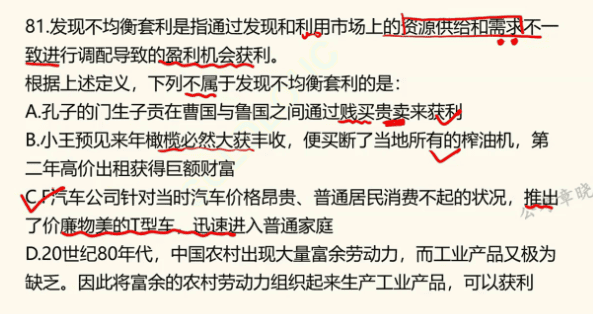 81.发现不均衡套利是指通过发现和利用市场上的资源供给和需求不一
致进行调配导致的盈利机会获利。
根据上述定义，下列不属于发现不均衡套利的是：
A.孔子的门生子贡在曹国与鲁国之间通过贱买贵卖来获利
B.小王预见来年橄榄必然大获丰收，便买断了当地所有的榨油机，第
二年高价出租获得巨额财富
C.F汽车公司针对当时汽车价格昂贵、普通居民消费不起的状况，推出
了价廉物美的T型车，迅速进入普通家庭
D.20世纪80年代，中国农村出现大量富余劳动力，而工业产品又极为
缺乏。因此将富余的农村劳动力组织起来生产工业产品，可以获利